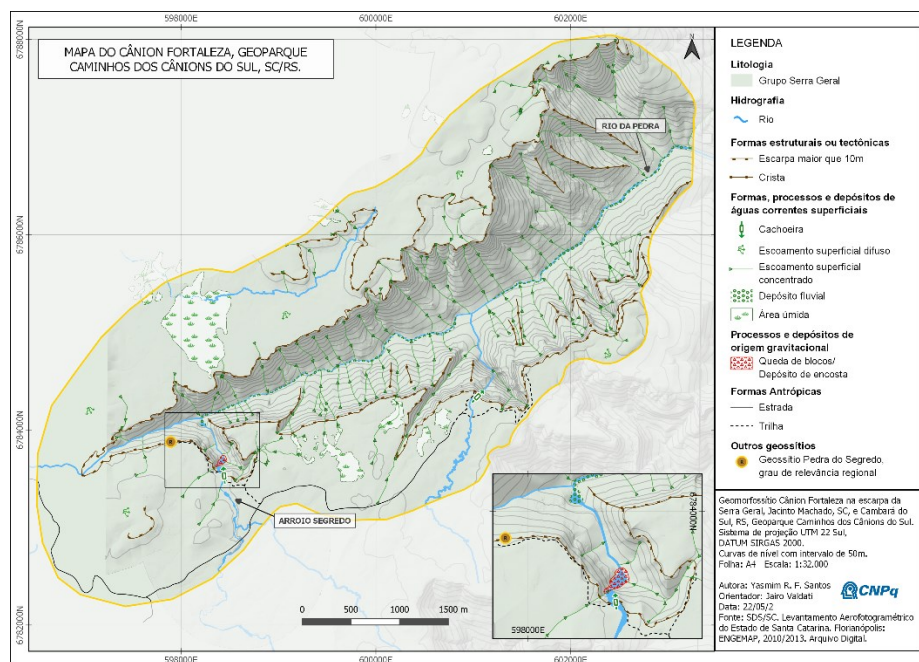 598000E
600000E
602000E
MAPA DO CÂNION FORTALEZA, GEOPARQUE
CAMINHOS DOS CÂNIONS DO SUL, SC/RS.
N
6788000N
6786000N
6784000N
6782000N
RIO DA PEDRA
ARROIO SEGREDO
0 500 1000 1500 m
598000E
600000E
602000E
6784000N
598000E
LEGENDA
Litologia
Grupo Serra Geral
Hidrografia
Rio
Formas estruturais ou tectônicas
Escarpa maior que 10m
Crista
Formas, processos e depósitos de
águas correntes superficiais
Cachoeira
Escoamento superficial difuso
Escoamento superficial
concentrado
Depósito fluvial
Área úmida
Processos e depósitos de
origem gravitacional
Queda de blocos/
Depósito de encosta
Formas Antrópicas
Estrada
Trilha
Outros geossítios
Geossítio Pedra do Segredo,
grau de relevância regional
Geomorfossítio Cânion Fortaleza na escarpa da
Serra Geral, Jacinto Machado, SC, e Cambará do
Sul, RS, Geoparque Caminhos dos Cânions do Sul.
Sistema de projeção UTM 22 Sul,
DATUM SIRGAS 2000.
Curvas de nível com intervalo de 50m.
Folha: A4 Escala: 1:32.000
Autora: Yasmim R. F. Santos
Orientador: Jairo Valdati
Data: 22/05/2
Fonte: SDS/SC. Levantamento Aerofotogramétrico
do Estado de Santa Catarina. Florianópolis:
ENGEMAP, 2010/2013. Arquivo Digital.
CNPq